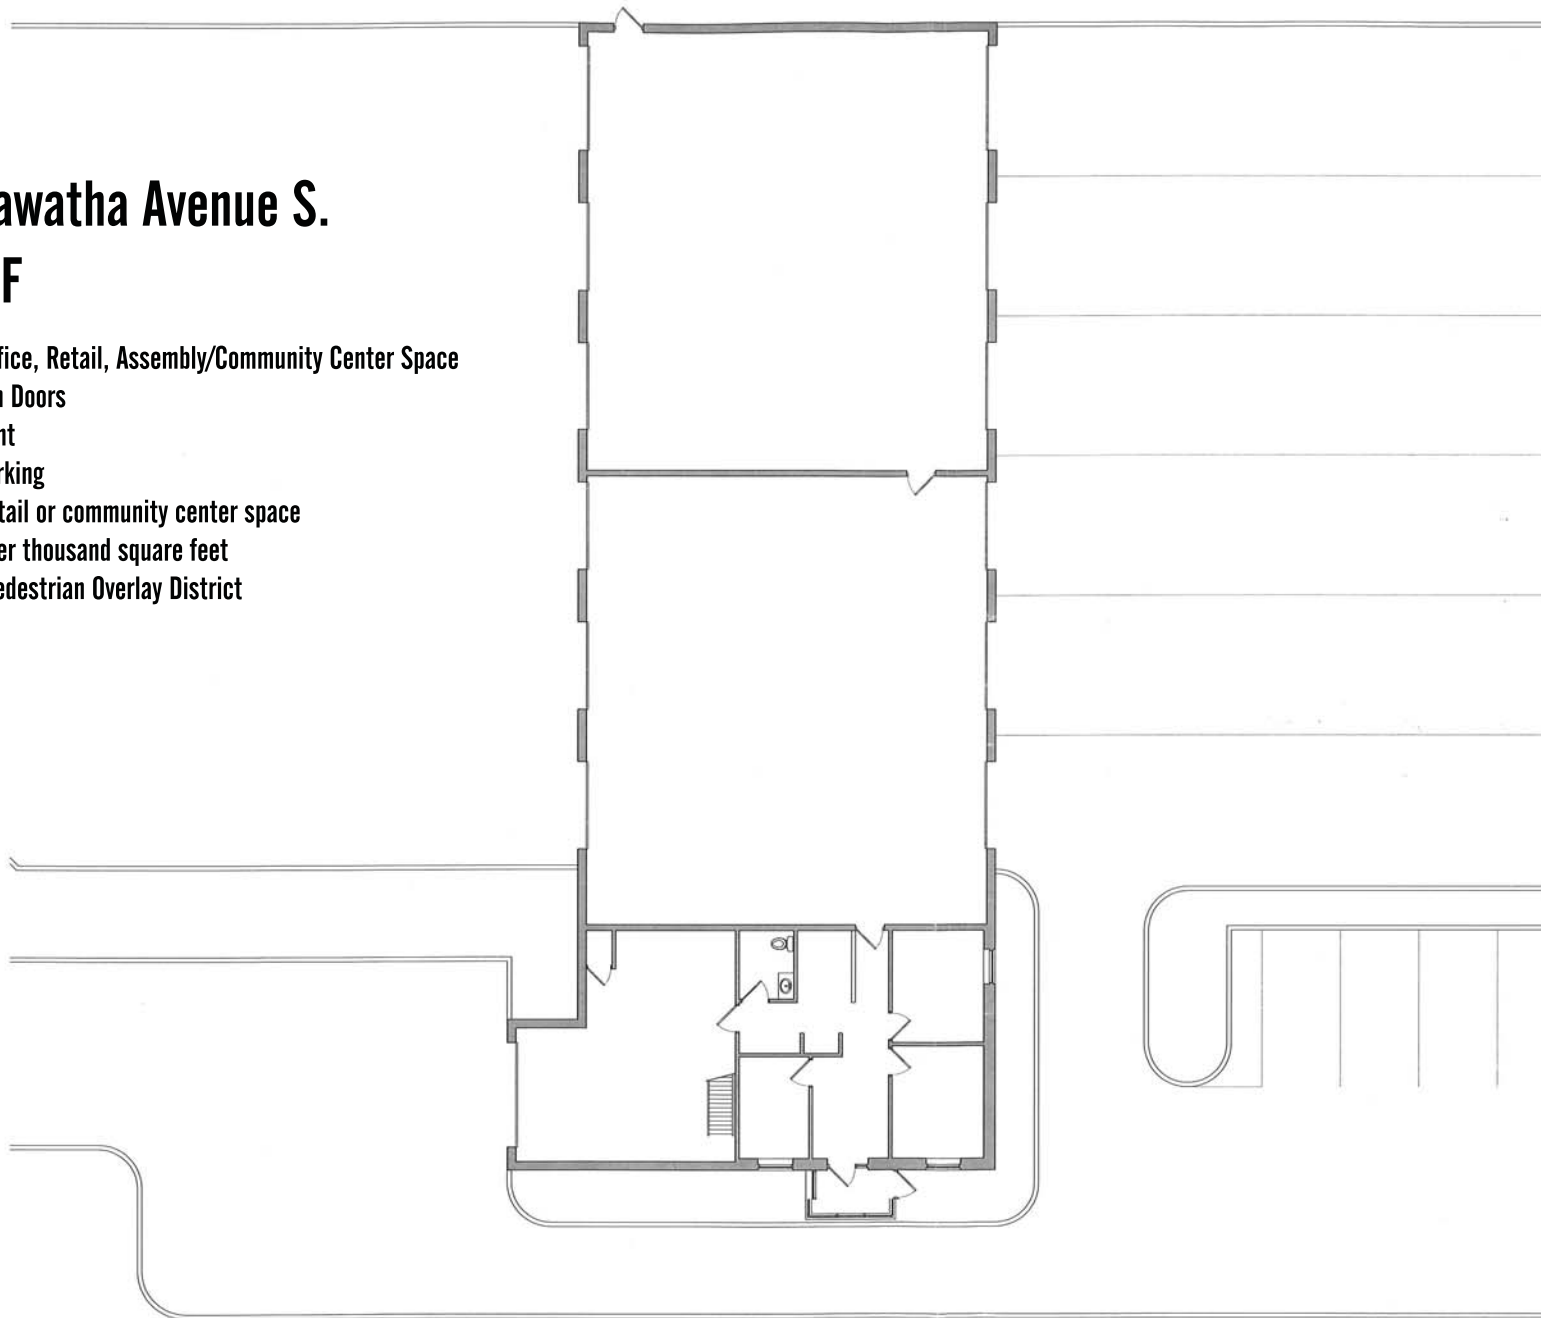 awatha Avenue S.
F
fice, Retail, Assembly/Community Center Space
n Doors
nt
rking
tail or community center space
er thousand square feet
edestrian Overlay District